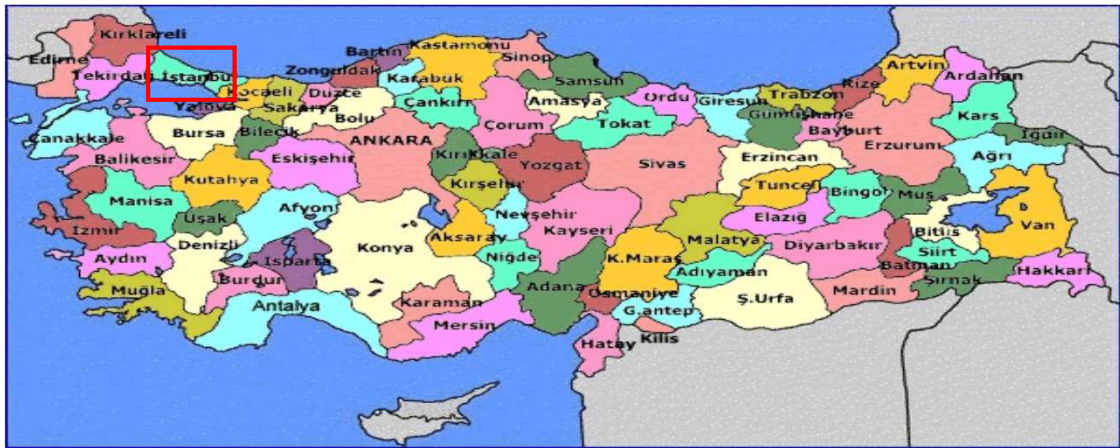 Kırklareli
Edirne
Tekirdağ
İstanbul
Kocaeli
Yalova
Sakarya
Düzce
Zonguldak
Bartın
Karabük
Kastamonu
Sinop
Samsun
Çankırı
Bolu
Amasya
Ordu
Giresun
Trabzon
Rize
Artvin
Ardahan
Gümüşhane
Bayburt
Kars
Iğdır
Çanakkale
Bursa
Bilecik
ANKARA
Çorum
Tokat
Balikesir
Eskişehir
Kırıkkale
Yozgat
Sivas
Erzincan
Erzurum
Ağrı
Kutahya
Kırşehir
Tunceli
Bingöl
Muş
Manisa
Uşak
Afyon
Nevşehir
Elazığ
Van
İzmir
Denizli
Konya
Aksaray
Kayseri
Malatya
Diyarbakır
Bitlis
Siirt
Aydın
Isparta
Niğde
K.Maraş
Adıyaman
Batman
Şırnak
Hakkari
Muğla
Burdur
Adana
Osmaniye
Ş.Urfa
Mardin
Antalya
Karaman
Mersin
G.antep
Hatay
Kilis